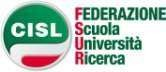 CISL
FEDERAZIONE
Scuola
Università
Ricerca